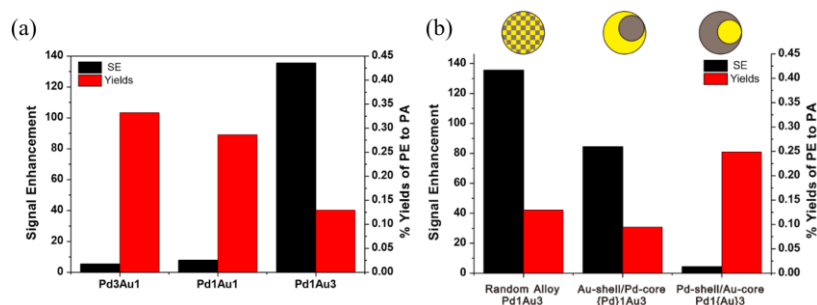 (a)
SE
Yields
Signal Enhancement
140
120
100
80
60
40
20
0
0.45
0.40
0.35
0.30
0.25
0.20
0.15
0.10
0.05
0.00
% Yields of PE to PA
Pd3Au1
Pd1Au1
Pd1Au3
(b)
SE
Yields
Signal Enhancement
140
120
100
80
60
40
20
0
0.45
0.40
0.35
0.30
0.25
0.20
0.15
0.10
0.05
0.00
% Yields of PE to PA
Random Alloy
Pd1Au3
Au-shell/Pd-core
{Pd}1Au3
Pd-shell/Au-core
Pd1{Au}3